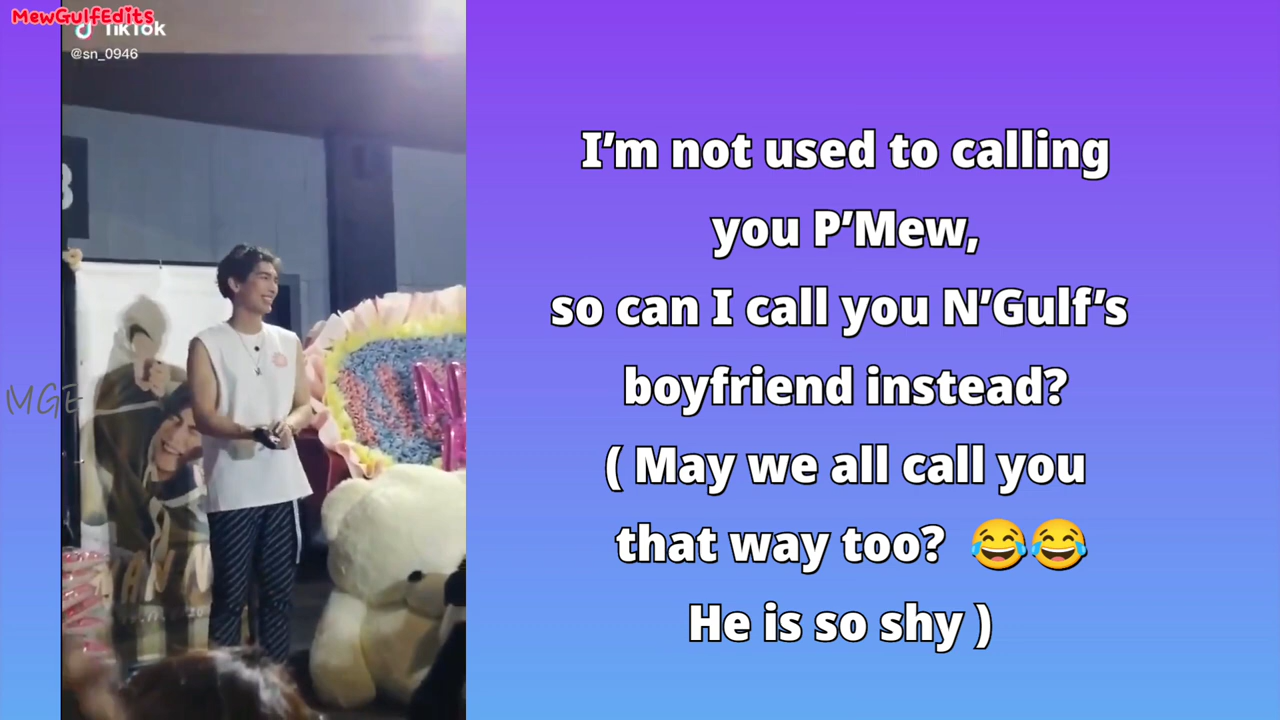 MewGulfEdits
TikTok
@sn_0946
I’m not used to calling
you P’Mew,
so can I call you N’Gulf’s
boyfriend instead?
( May we all call you
that way too? 😂😂
He is so shy )
MGE